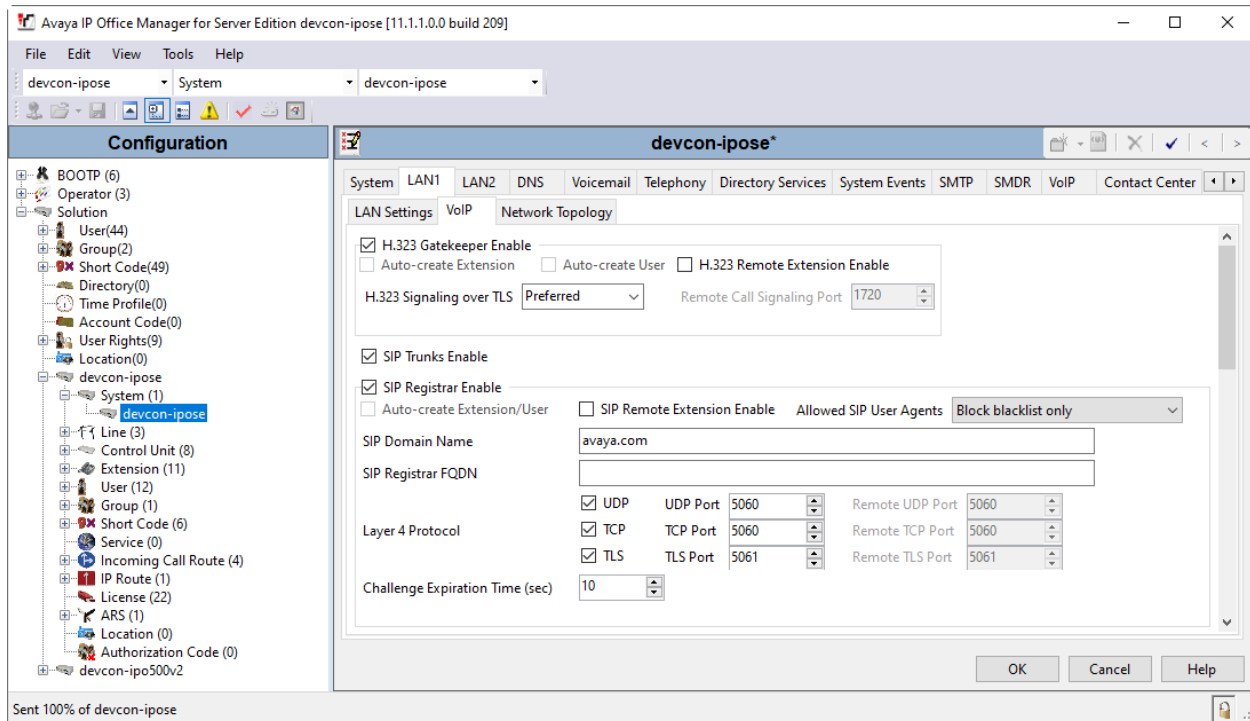 Avaya IP Office Manager for Server Edition devcon-ipose [11.1.1.0.0 build 209]
File Edit View Tools Help
devcon-ipose System devcon-ipose
Configuration
BOOTP (6)
Operator (3)
Solution
User(44)
Group(2)
Short Code(49)
Directory(0)
Time Profile(0)
Account Code(0)
User Rights(9)
Location(0)
devcon-ipose
System (1)
devcon-ipose
Line (3)
Control Unit (8)
Extension (11)
User (12)
Group (1)
Short Code (6)
Service (0)
Incoming Call Route (4)
IP Route (1)
License (22)
ARS (1)
Location (0)
Authorization Code (0)
devcon-ipo500v2
devcon-ipose*
System LAN1 LAN2 DNS Voicemail Telephony Directory Services System Events SMTP SMDR VoIP Contact Center
LAN Settings VoIP Network Topology
H.323 Gatekeeper Enable
Auto-create Extension Auto-create User H.323 Remote Extension Enable
H.323 Signaling over TLS Preferred Remote Call Signaling Port 1720
SIP Trunks Enable
SIP Registrar Enable
Auto-create Extension/User SIP Remote Extension Enable Allowed SIP User Agents Block blacklist only
SIP Domain Name avaya.com
SIP Registrar FQDN
UDP UDP Port 5060 Remote UDP Port 5060
Layer 4 Protocol TCP TCP Port 5060 Remote TCP Port 5060
TLS TLS Port 5061 Remote TLS Port 5061
Challenge Expiration Time (sec) 10
OK Cancel Help
Sent 100% of devcon-ipose